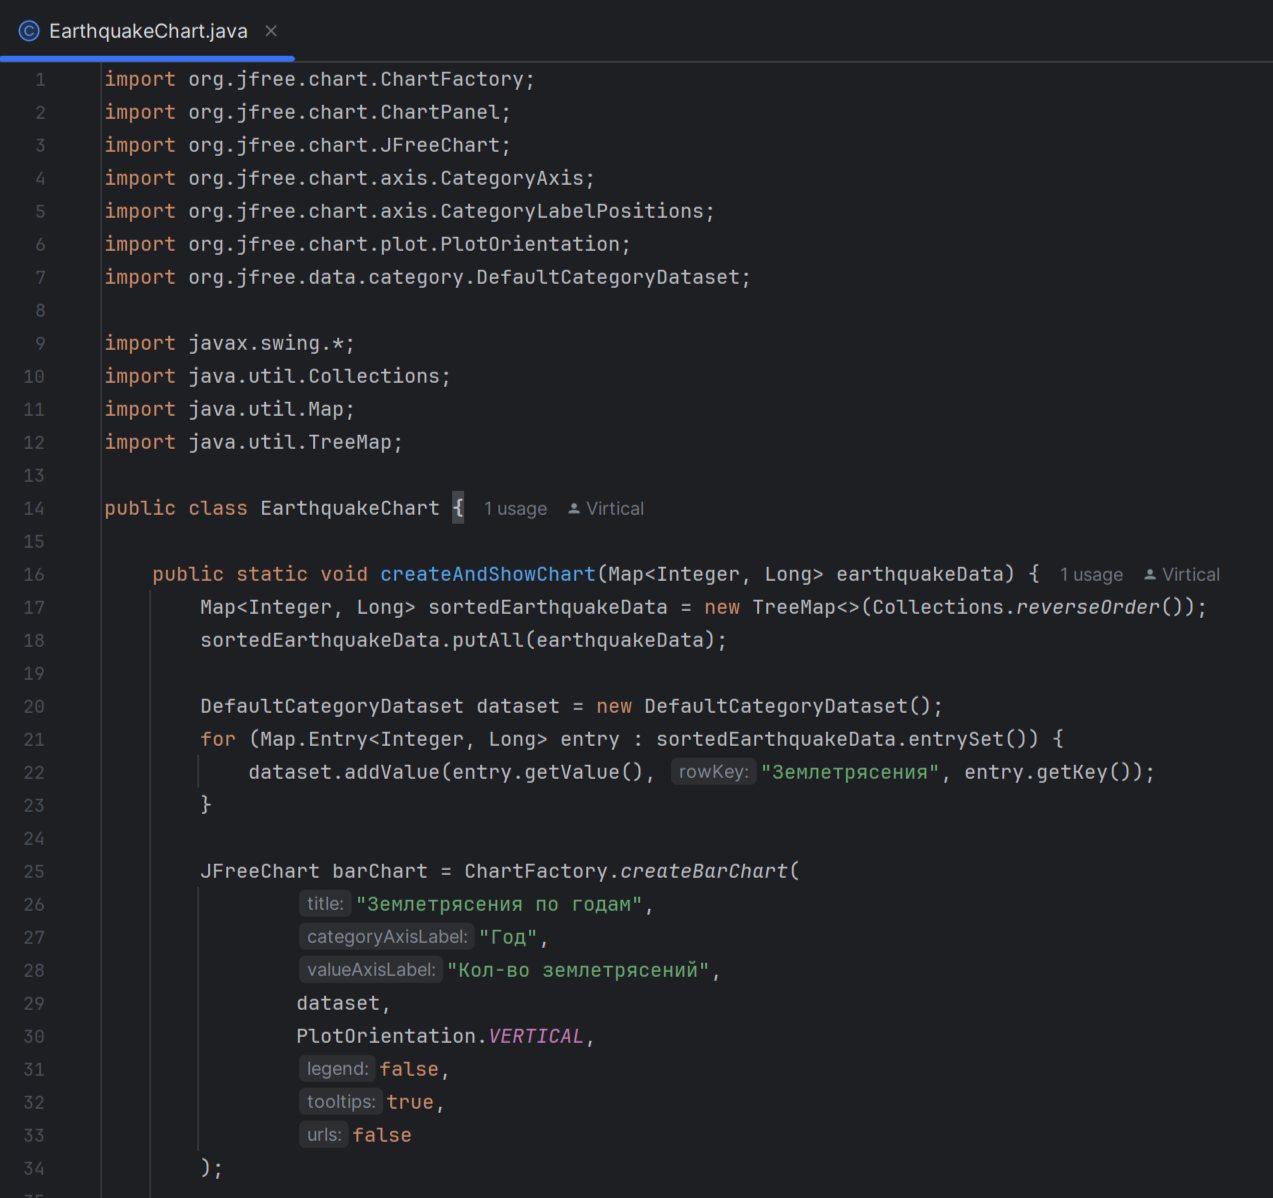 EarthquakeChart.java
1 import org.jfree.chart.ChartFactory;
2 import org.jfree.chart.ChartPanel;
3 import org.jfree.chart.JFreeChart;
4 import org.jfree.chart.axis.CategoryAxis;
5 import org.jfree.chart.axis.CategoryLabelPositions;
6 import org.jfree.chart.plot.PlotOrientation;
7 import org.jfree.data.category.DefaultCategoryDataset;
8
9 import javax.swing.*;
10 import java.util.Collections;
11 import java.util.Map;
12 import java.util.TreeMap;
13
14 public class EarthquakeChart { 1 usage Virtical
15
16 public static void createAndShowChart(Map<Integer, Long> earthquakeData) { 1 usage Virtical
17 Map<Integer, Long> sortedEarthquakeData = new TreeMap<>(Collections.reverseOrder());
18 sortedEarthquakeData.putAll(earthquakeData);
19
20 DefaultCategoryDataset dataset = new DefaultCategoryDataset();
21 for (Map.Entry<Integer, Long> entry : sortedEarthquakeData.entrySet()) {
22 dataset.addValue(entry.getValue(), rowKey: "Землетрясения", entry.getKey());
23 }
24
25 JFreeChart barChart = ChartFactory.createBarChart(
26 title: "Землетрясения по годам",
27 categoryAxisLabel: "Год",
28 valueAxisLabel: "Кол-во землетрясений",
29 dataset,
30 PlotOrientation.VERTICAL,
31 legend: false,
32 tooltips: true,
33 urls: false
34 );